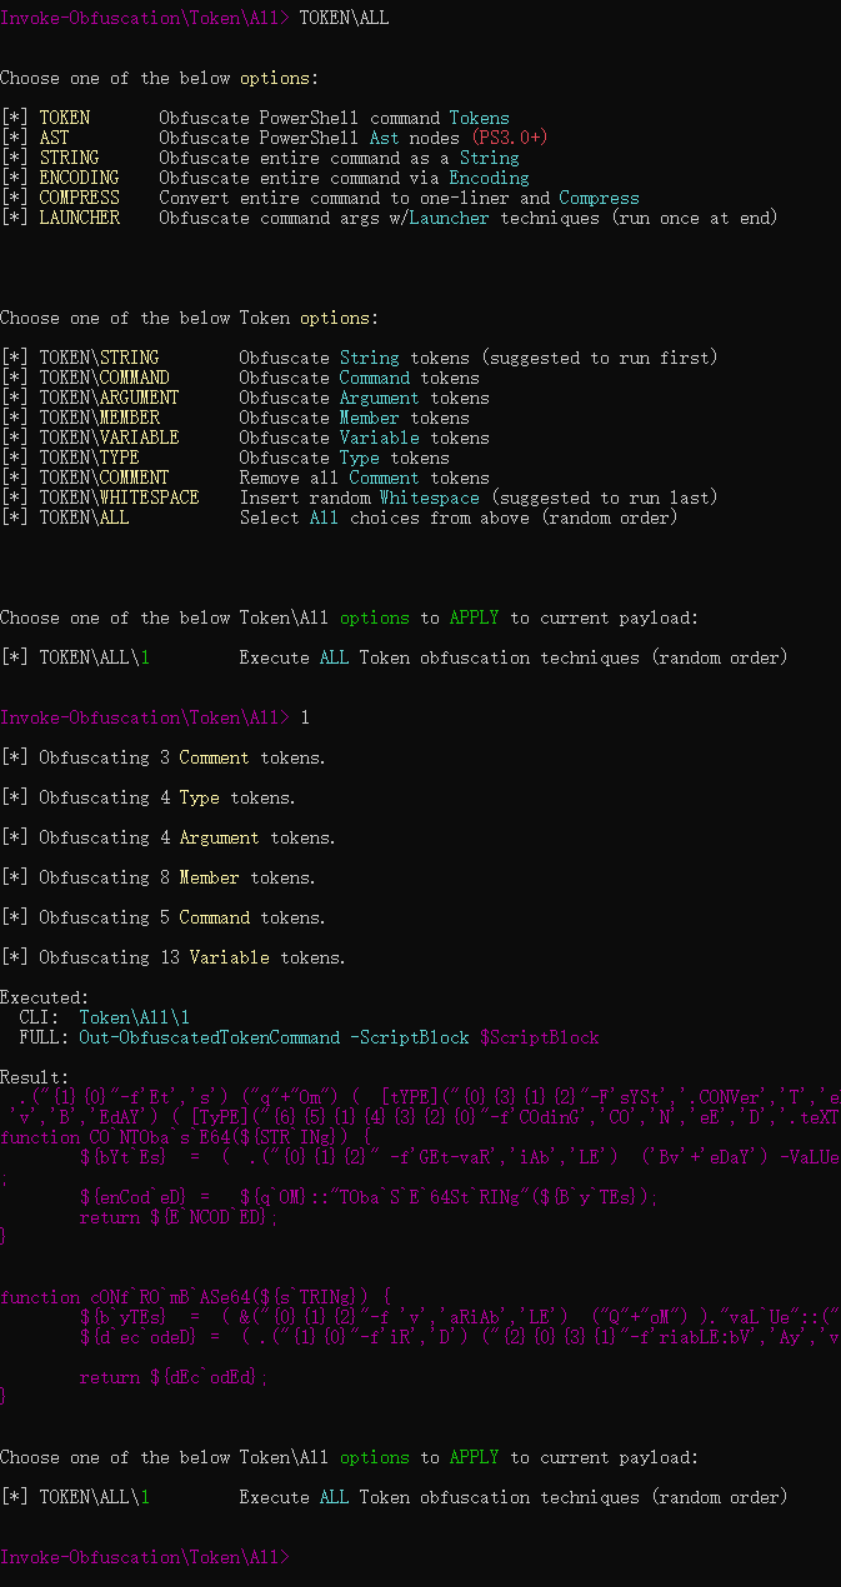 Invoke-Obfuscation\Token\All> TOKEN\ALL
Choose one of the below options:
[*] TOKEN Obfuscate PowerShell command Tokens
[*] AST Obfuscate PowerShell Ast nodes (PS3.0+)
[*] STRING Obfuscate entire command as a String
[*] ENCODING Obfuscate entire command via Encoding
[*] COMPRESS Convert entire command to one-liner and Compress
[*] LAUNCHER Obfuscate command args w/Launcher techniques (run once at end)
Choose one of the below Token options:
[*] TOKEN\STRING Obfuscate String tokens (suggested to run first)
[*] TOKEN\COMMAND Obfuscate Command tokens
[*] TOKEN\ARGUMENT Obfuscate Argument tokens
[*] TOKEN\MEMBER Obfuscate Member tokens
[*] TOKEN\VARIABLE Obfuscate Variable tokens
[*] TOKEN\TYPE Obfuscate Type tokens
[*] TOKEN\COMMENT Remove all Comment tokens
[*] TOKEN\WHITESPACE Insert random Whitespace (suggested to run last)
[*] TOKEN\ALL Select All choices from above (random order)
Choose one of the below Token\All options to APPLY to current payload:
[*] TOKEN\ALL\1 Execute ALL Token obfuscation techniques (random order)
Invoke-Obfuscation\Token\All> 1
[*] Obfuscating 3 Comment tokens.
[*] Obfuscating 4 Type tokens.
[*] Obfuscating 4 Argument tokens.
[*] Obfuscating 8 Member tokens.
[*] Obfuscating 5 Command tokens.
[*] Obfuscating 13 Variable tokens.
Executed:
CLI: Token\All\1
FULL: Out-ObfuscatedTokenCommand -ScriptBlock $ScriptBlock
Result:
.("{1}{0}"-f'Et','s') ("q"+"Om") ( [tYPE]("{0}{3}{1}{2}"-F'sYSt','.CONVer','T','e
'v','B','EdAY') ( [TyPE]("{6}{5}{1}{4}{3}{2}{0}"-f'COdinG','CO','N','eE','D','.teXT
function CO`NTOba`s`E64(${STR`INg}) {
${bYt`Es} = ( .("{0}{1}{2}" -f'GEt-vaR','iAb','LE') ('Bv'+'eDaY') -VaLUe
;
${enCod`eD} = ${q`OM}::"TOba`S`E`64St`RINg"(${B`y`TEs});
return ${E`NCOD`ED};
}
function cONf`RO`mB`ASe64(${s`TRINg}) {
${b`yTEs} = ( &("{0}{1}{2}"-f 'v','aRiAb','LE') ("Q"+"oM") )."vaL`Ue"::("
${d`ec`odeD} = ( .("{1}{0}"-f'iR','D') ("{2}{0}{3}{1}"-f'riabLE:bV','Ay','v
return ${dEc`odEd};
}
Choose one of the below Token\All options to APPLY to current payload:
[*] TOKEN\ALL\1 Execute ALL Token obfuscation techniques (random order)
Invoke-Obfuscation\Token\All>